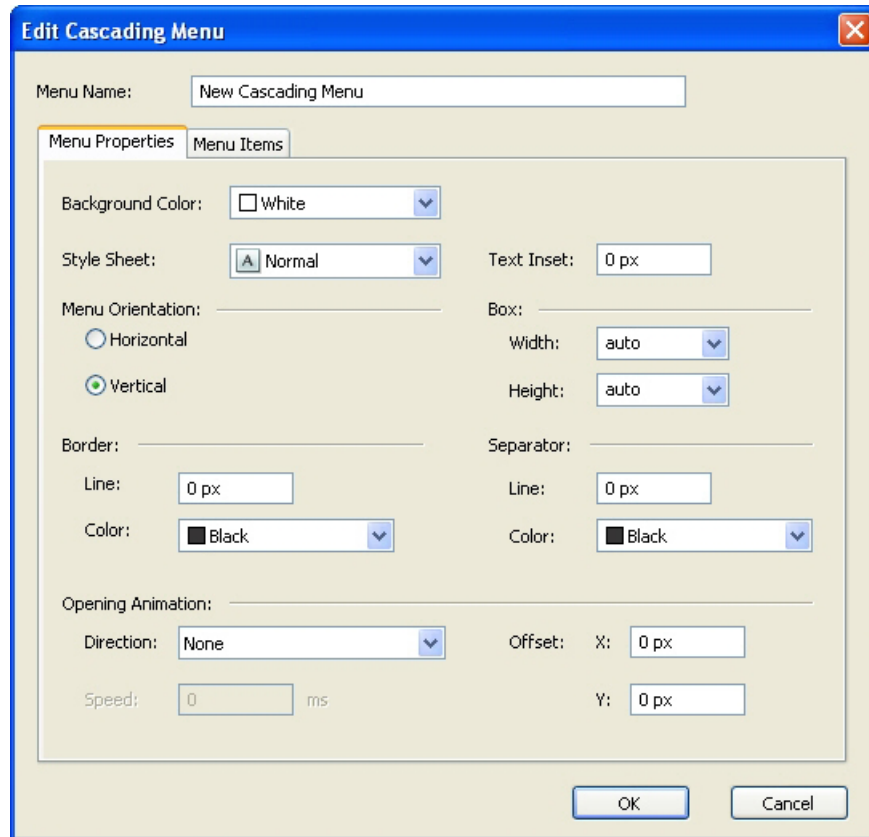 Edit Cascading Menu
Menu Name: New Cascading Menu
Menu Properties Menu Items
Background Color: White
Style Sheet: A Normal Text Inset: 0 px
Menu Orientation: Box:
Horizontal Width: auto
Vertical Height: auto
Border: Separator:
Line: 0 px Line: 0 px
Color: Black Color: Black
Opening Animation:
Direction: None Offset: X: 0 px
Speed: 0 ms Y: 0 px
OK Cancel